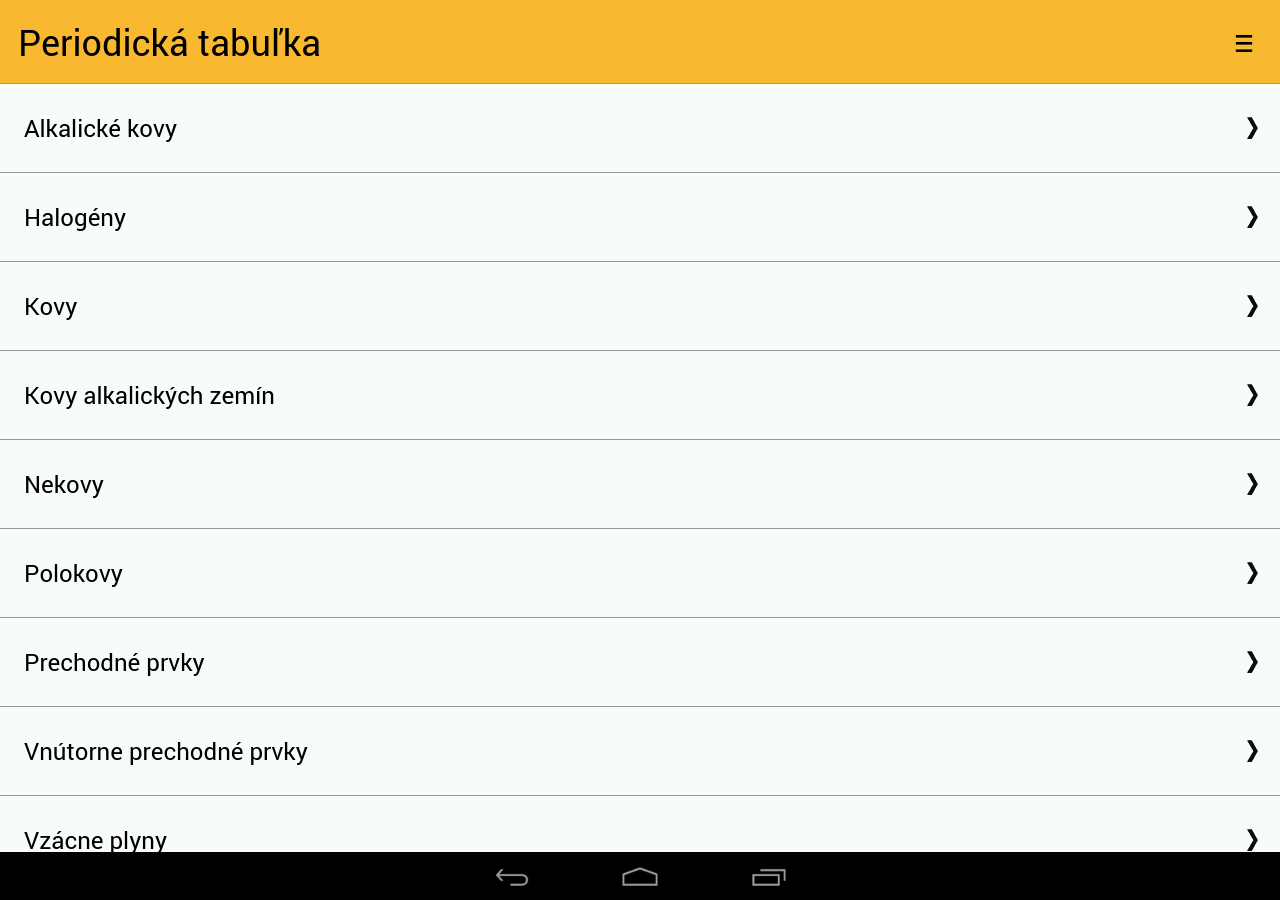 Periodická tabuľka
Alkalické kovy
Halogény
Kovy
Kovy alkalických zemín
Nekovy
Polokovy
Prechodné prvky
Vnútorne prechodné prvky
Vzácne plyny